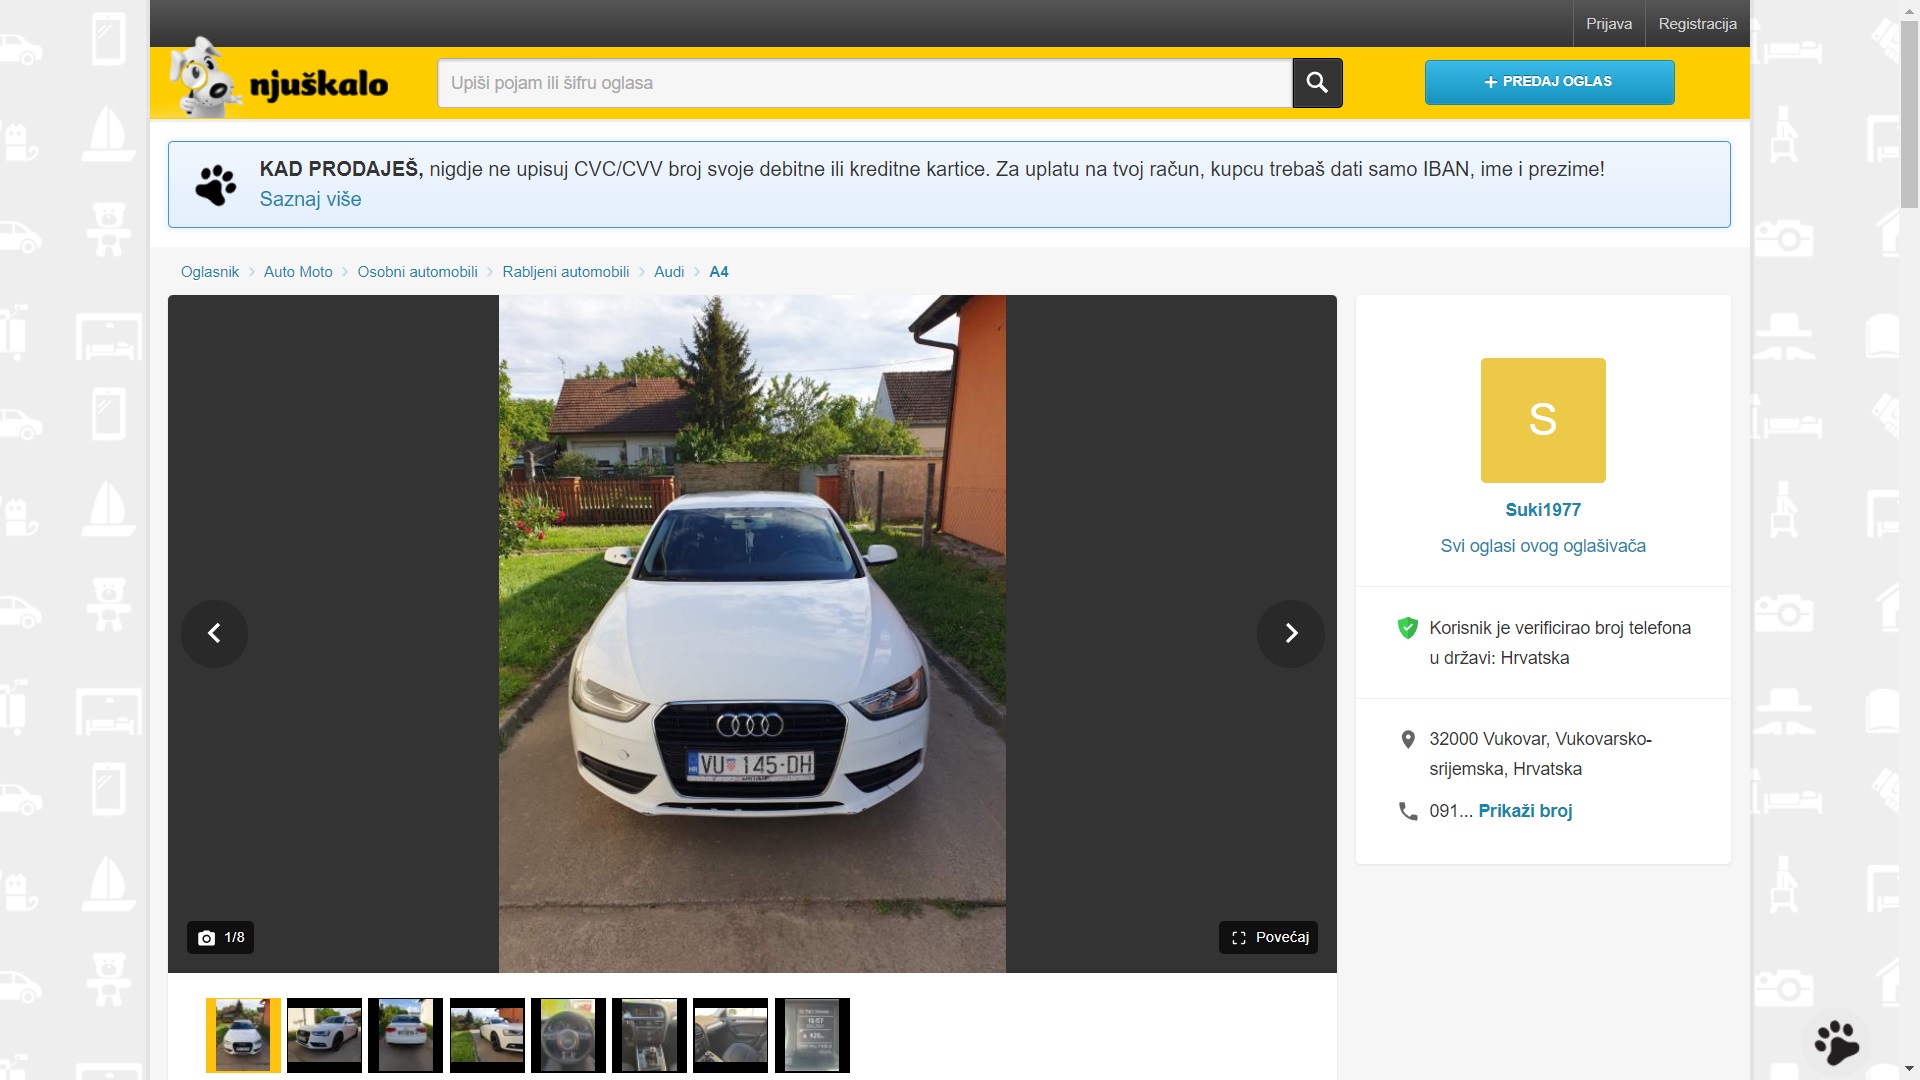 Prijava
Registracija
njuškalo
Upiši pojam ili šifru oglasa
+ PREDAJ OGLAS
KAD PRODAJEŠ, nigdje ne upisuj CVC/CVV broj svoje debitne ili kreditne kartice. Za uplatu na tvoj račun, kupcu trebaš dati samo IBAN, ime i prezime!
Saznaj više
Oglasnik > Auto Moto > Osobni automobili > Rabljeni automobili > Audi > A4
VU 145-DH
HR
1/8
Povećaj
S
Suki1977
Svi oglasi ovog oglašivača
Korisnik je verificirao broj telefona
u državi: Hrvatska
32000 Vukovar, Vukovarsko-
srijemska, Hrvatska
091... Prikaži broj